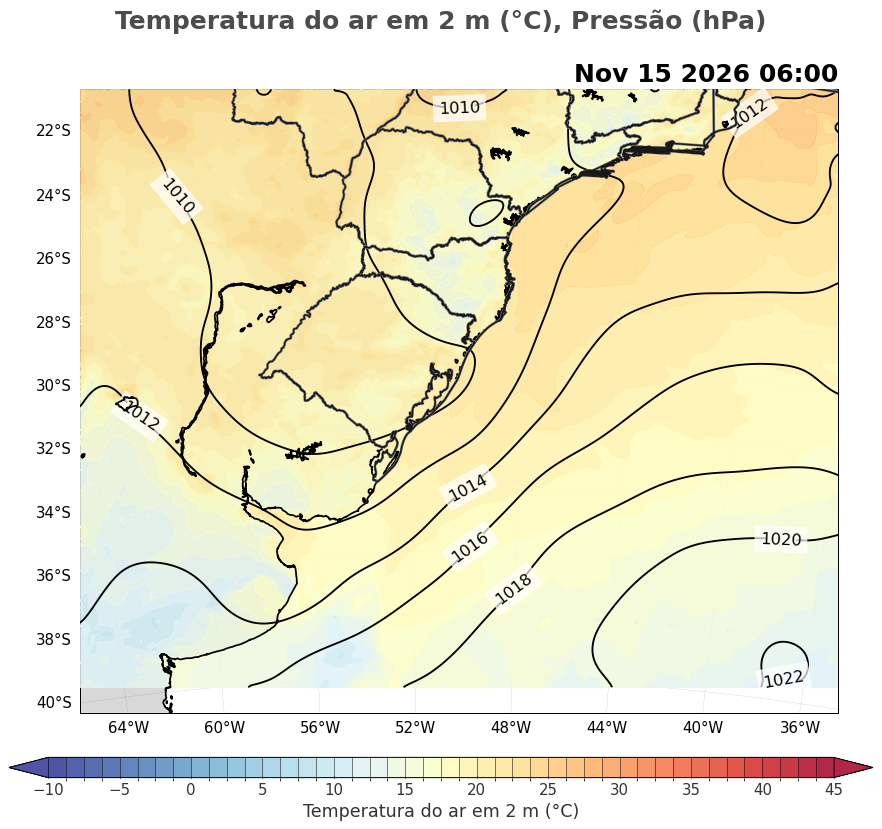 Temperatura do ar em 2 m (°C), Pressão (hPa)
Nov 15 2026 06:00
1010
1012
22°S
24°S
1010
26°S
28°S
30°S
1012
32°S
1014
34°S
1016
1020
36°S
1018
38°S
1022
40°S
64°W 60°W 56°W 52°W 48°W 44°W 40°W 36°W
−10 −5 0 5 10 15 20 25 30 35 40 45
Temperatura do ar em 2 m (°C)